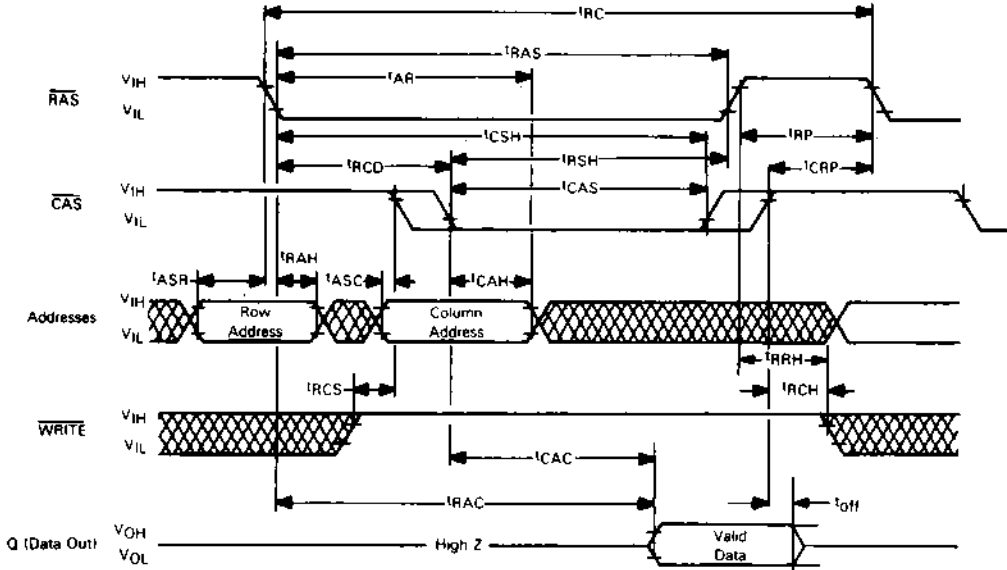 tRC
tRAS
tAR
RAS
VIH
VIL
tCSH
tRP
tRCD
tRSH
tCRP
CAS
VIH
VIL
tCAS
tASR
tRAH
tASC
tCAH
Addresses
VIH
VIL
Row
Address
Column
Address
tRRH
tRCS
tRCH
WRITE
VIH
VIL
tCAC
tRAC
toff
Q (Data Out)
VOH
VOL
High Z
Valid
Data